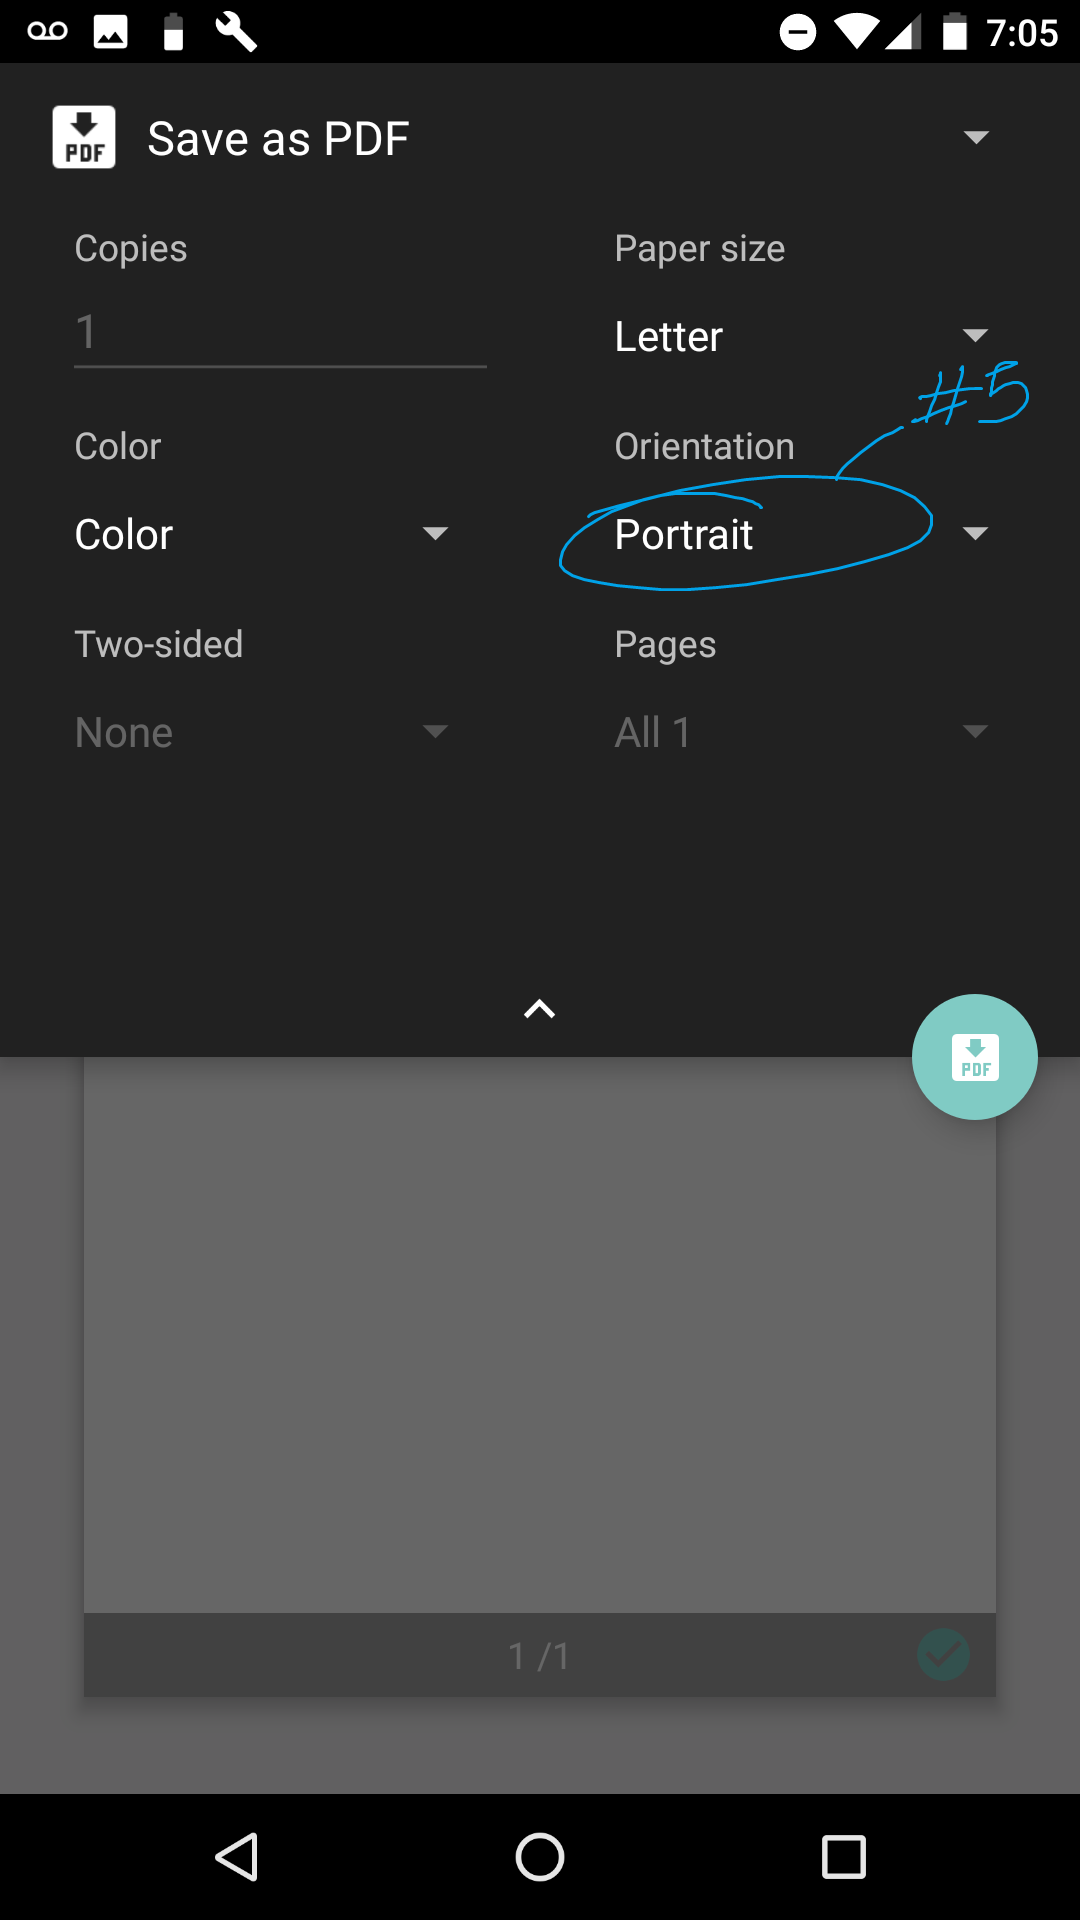 7:05
PDF Save as PDF
Copies Paper size
1 Letter
#5
Color Orientation
Color Portrait
Two-sided Pages
None All 1
PDF
1 /1